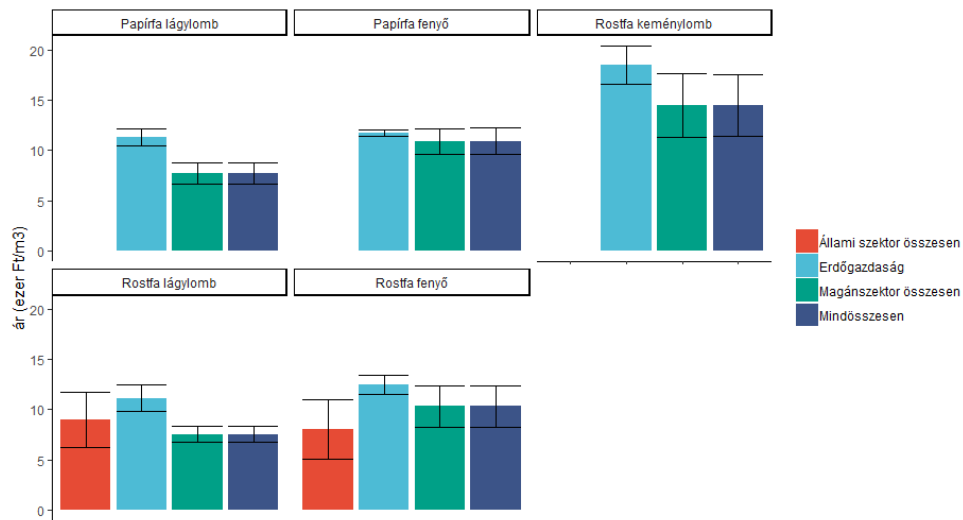 Papírfa lágylomb
Papírfa fenyő
Rostfa keménylomb
20
15
10
5
0
Rostfa lágylomb
Rostfa fenyő
20
15
10
5
0
ár (ezer Ft/m3)
Állami szektor összesen
Erdőgazdaság
Magánszektor összesen
Mindösszesen